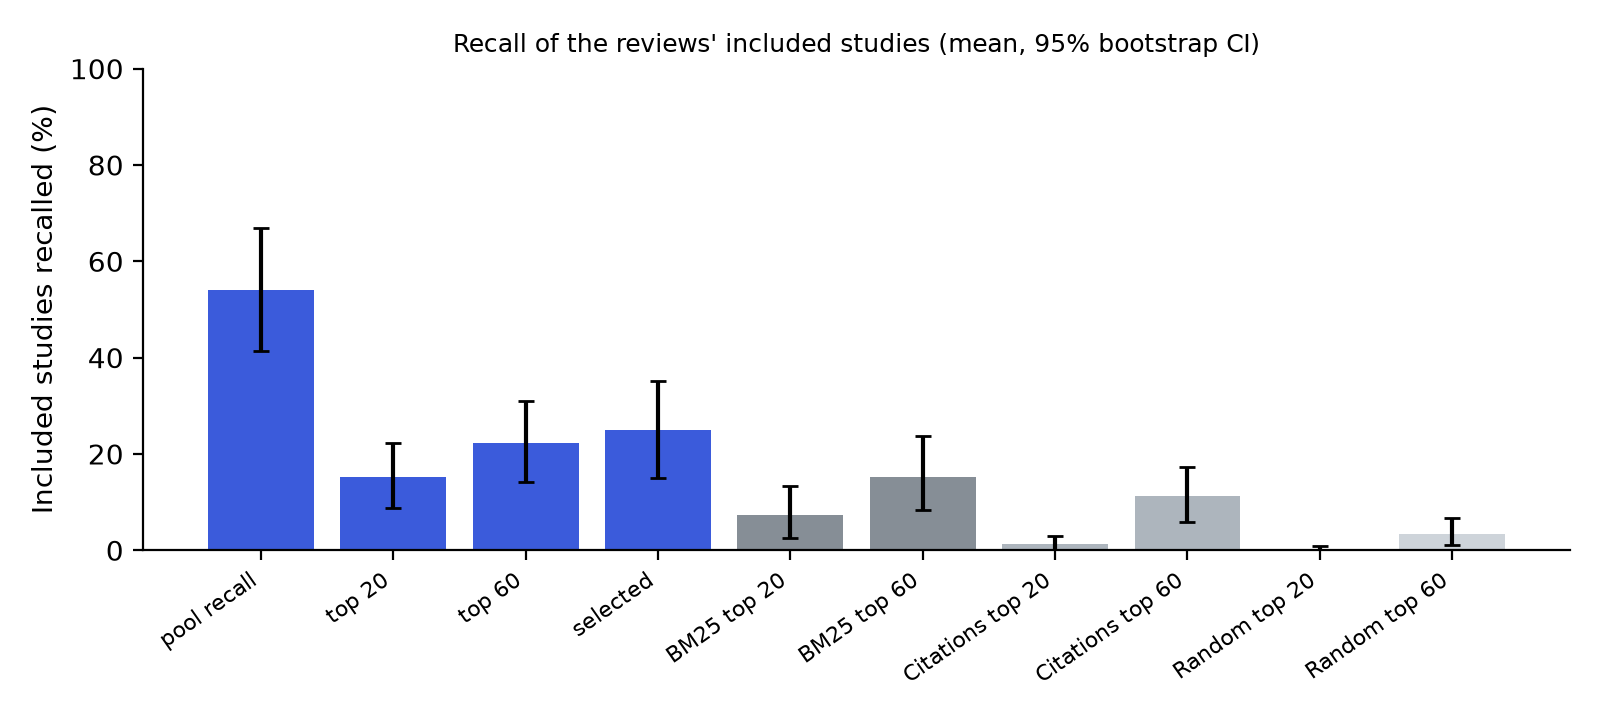 Recall of the reviews' included studies (mean, 95% bootstrap CI)
Included studies recalled (%)
100
80
60
40
20
0
pool recall
top 20
top 60
selected
BM25 top 20
BM25 top 60
Citations top 20
Citations top 60
Random top 20
Random top 60